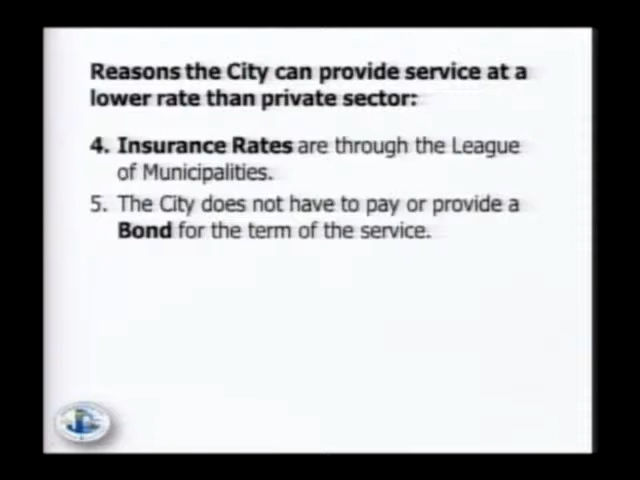 Reasons the City can provide service at a
lower rate than private sector:
4. Insurance Rates are through the League
of Municipalities.
5. The City does not have to pay or provide a
Bond for the term of the service.